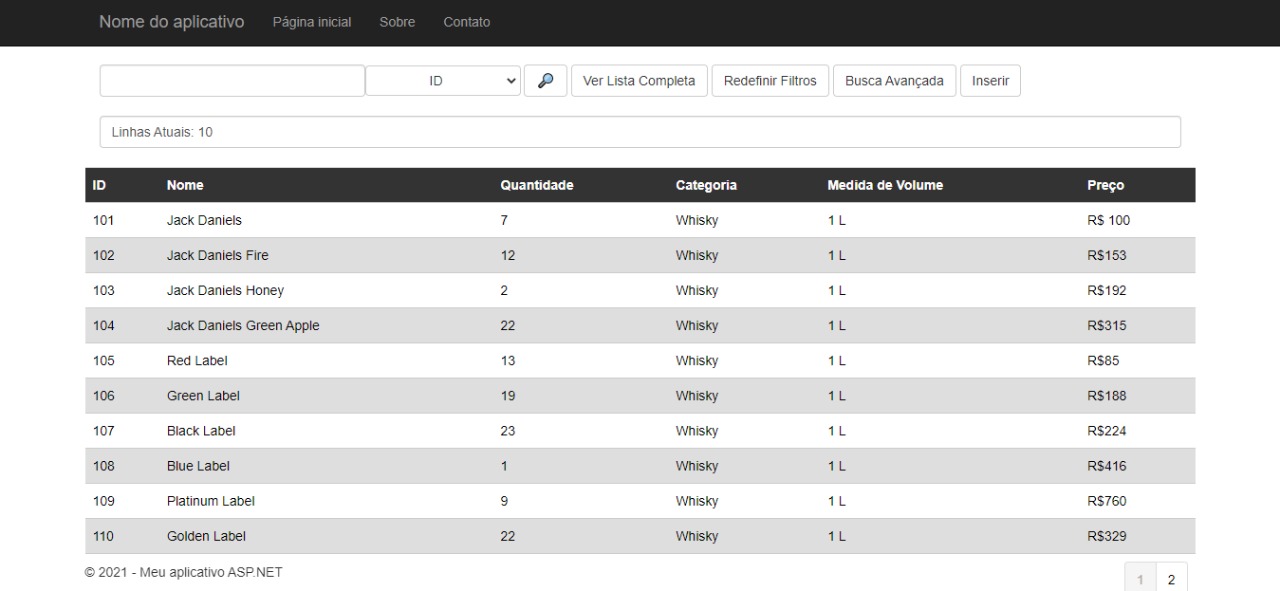 Nome do aplicativo Página inicial Sobre Contato
ID Ver Lista Completa Redefinir Filtros Busca Avançada Inserir
Linhas Atuais: 10
ID Nome Quantidade Categoria Medida de Volume Preço
101 Jack Daniels 7 Whisky 1 L R$ 100
102 Jack Daniels Fire 12 Whisky 1 L R$153
103 Jack Daniels Honey 2 Whisky 1 L R$192
104 Jack Daniels Green Apple 22 Whisky 1 L R$315
105 Red Label 13 Whisky 1 L R$85
106 Green Label 19 Whisky 1 L R$188
107 Black Label 23 Whisky 1 L R$224
108 Blue Label 1 Whisky 1 L R$416
109 Platinum Label 9 Whisky 1 L R$760
110 Golden Label 22 Whisky 1 L R$329
© 2021 - Meu aplicativo ASP.NET 1 2